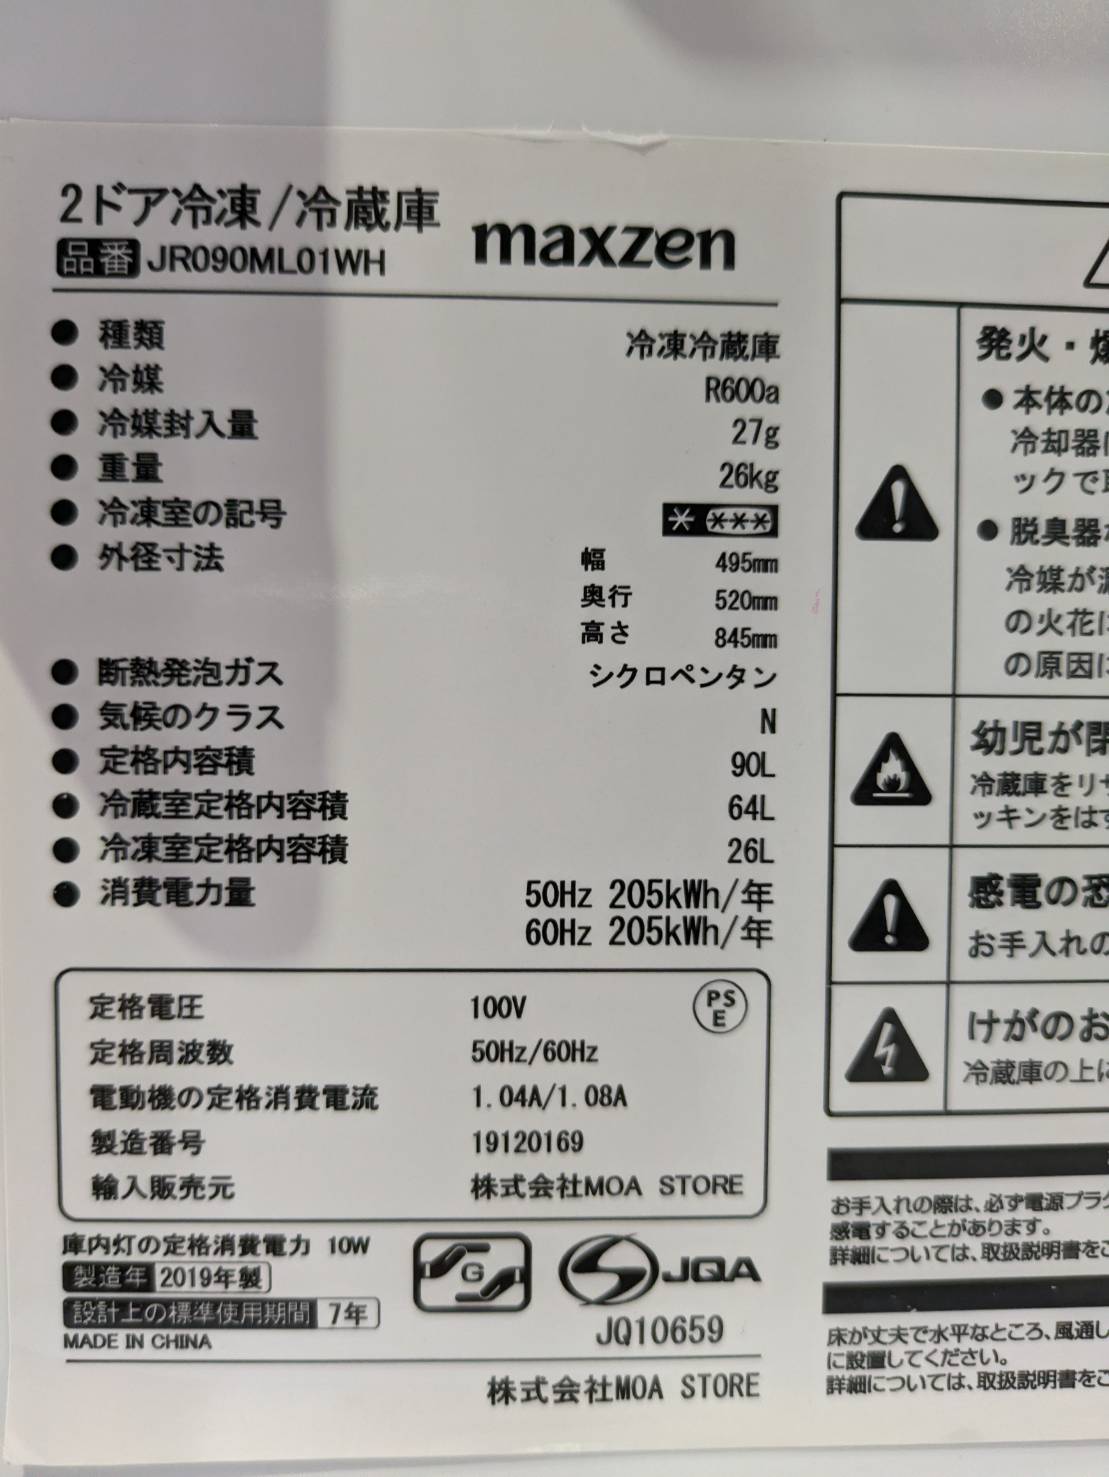 2ドア冷凍/冷蔵庫
maxzen
品番 JR090ML01WH
● 種類 冷凍冷蔵庫
● 冷媒 R600a
● 冷媒封入量 27g
● 重量 26kg
● 冷凍室の記号 * ***
● 外径寸法 幅 495mm
奥行 520mm
高さ 845mm
● 断熱発泡ガス シクロペンタン
● 気候のクラス N
● 定格内容積 90L
● 冷蔵室定格内容積 64L
● 冷凍室定格内容積 26L
● 消費電力量 50Hz 205kWh/年
60Hz 205kWh/年
定格電圧 100V
PSE
定格周波数 50Hz/60Hz
電動機の定格消費電流 1.04A/1.08A
製造番号 19120169
輸入販売元 株式会社MOA STORE
庫内灯の定格消費電力 10W
製造年 2019年製
設計上の標準使用期間 7年
MADE IN CHINA
G
JQA
JQ10659
株式会社MOA STORE
発火・爆
● 本体の
冷却器
ックで
● 脱臭器
冷媒が
の火花
の原因
幼児が閉
冷蔵庫をリサ
ッキンをはず
感電の恐
お手入れの
けがのお
冷蔵庫の上に
お手入れの際は、必ず電源プラグ
感電することがあります。
詳細については、取扱説明書をご
床が丈夫で水平なところ、風通し
に設置してください。
詳細については、取扱説明書をご